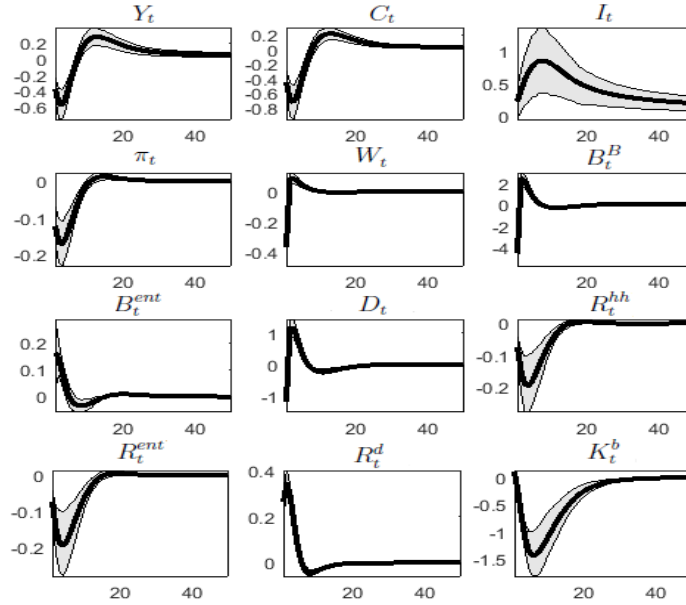 Y_t C_t I_t
0.2 0 -0.2 -0.4 -0.6 20 40
0.2 0 -0.2 -0.4 -0.6 -0.8 20 40
1 0.5 0 20 40
π_t W_t B_t^B
0 -0.1 -0.2 20 40
0 -0.2 -0.4 20 40
2 0 -2 -4 20 40
B_t^{ent} D_t R_t^{hh}
0.2 0.1 0 20 40
1 0 -1 20 40
0 -0.1 -0.2 20 40
R_t^{ent} R_t^d K_t^b
0 -0.1 -0.2 20 40
0.4 0.2 0 20 40
0 -0.5 -1 -1.5 20 40